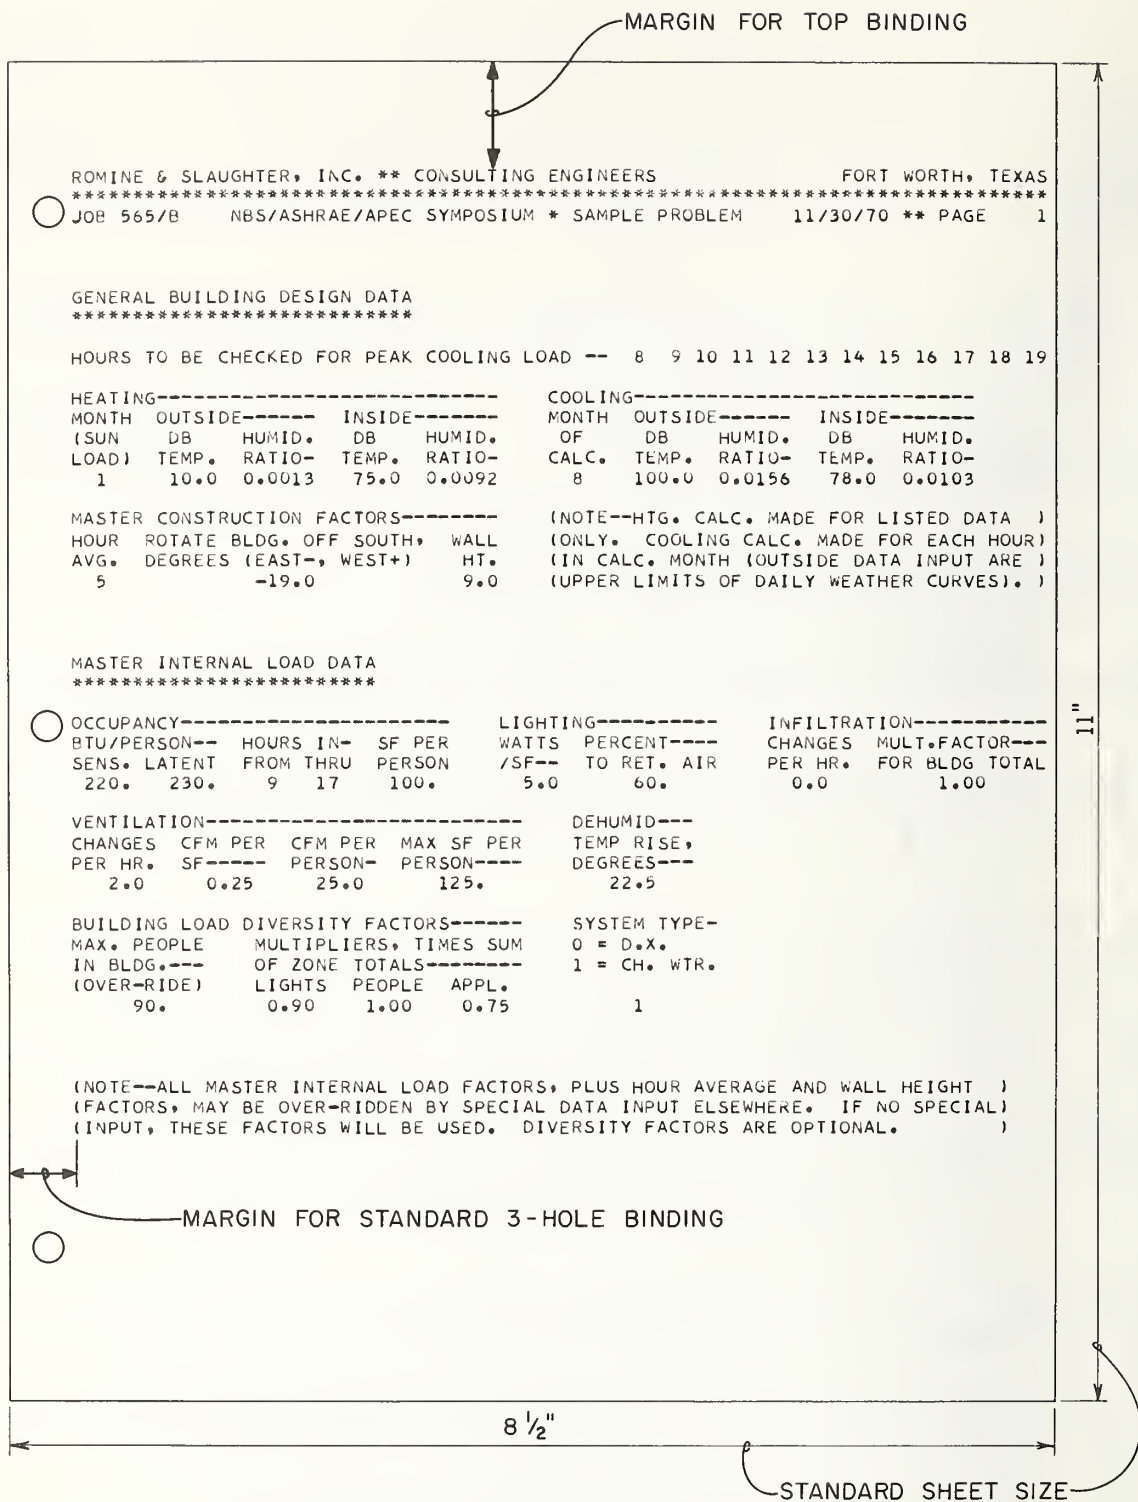 MARGIN FOR TOP BINDING
ROMINE & SLAUGHTER, INC. ** CONSULTING ENGINEERS FORT WORTH, TEXAS
********************************************************************************
JOB 565/B NBS/ASHRAE/APEC SYMPOSIUM * SAMPLE PROBLEM 11/30/70 ** PAGE 1
GENERAL BUILDING DESIGN DATA
****************************
HOURS TO BE CHECKED FOR PEAK COOLING LOAD -- 8 9 10 11 12 13 14 15 16 17 18 19
HEATING---------------------------- COOLING----------------------------
MONTH OUTSIDE------ INSIDE------- MONTH OUTSIDE------ INSIDE-------
(SUN DB HUMID. DB HUMID. OF DB HUMID. DB HUMID.
LOAD) TEMP. RATIO- TEMP. RATIO- CALC. TEMP. RATIO- TEMP. RATIO-
1 10.0 0.0013 75.0 0.0092 8 100.0 0.0156 78.0 0.0103
MASTER CONSTRUCTION FACTORS-------- (NOTE--HTG. CALC. MADE FOR LISTED DATA )
HOUR ROTATE BLDG. OFF SOUTH, WALL (ONLY. COOLING CALC. MADE FOR EACH HOUR)
AVG. DEGREES (EAST-, WEST+) HT. (IN CALC. MONTH (OUTSIDE DATA INPUT ARE )
5 -19.0 9.0 (UPPER LIMITS OF DAILY WEATHER CURVES). )
MASTER INTERNAL LOAD DATA
*************************
OCCUPANCY---------------------- LIGHTING---------- INFILTRATION-----------
BTU/PERSON-- HOURS IN- SF PER WATTS PERCENT---- CHANGES MULT.FACTOR---
SENS. LATENT FROM THRU PERSON /SF-- TO RET. AIR PER HR. FOR BLDG TOTAL
220. 230. 9 17 100. 5.0 60. 0.0 1.00
VENTILATION-------------------------- DEHUMID---
CHANGES CFM PER CFM PER MAX SF PER TEMP RISE,
PER HR. SF----- PERSON- PERSON---- DEGREES---
2.0 0.25 25.0 125. 22.5
BUILDING LOAD DIVERSITY FACTORS------ SYSTEM TYPE-
MAX. PEOPLE MULTIPLIERS, TIMES SUM 0 = D.X.
IN BLDG.--- OF ZONE TOTALS-------- 1 = CH. WTR.
(OVER-RIDE) LIGHTS PEOPLE APPL.
90. 0.90 1.00 0.75 1
(NOTE--ALL MASTER INTERNAL LOAD FACTORS, PLUS HOUR AVERAGE AND WALL HEIGHT )
(FACTORS, MAY BE OVER-RIDDEN BY SPECIAL DATA INPUT ELSEWHERE. IF NO SPECIAL)
(INPUT, THESE FACTORS WILL BE USED. DIVERSITY FACTORS ARE OPTIONAL. )
MARGIN FOR STANDARD 3-HOLE BINDING
11"
8 1/2"
STANDARD SHEET SIZE